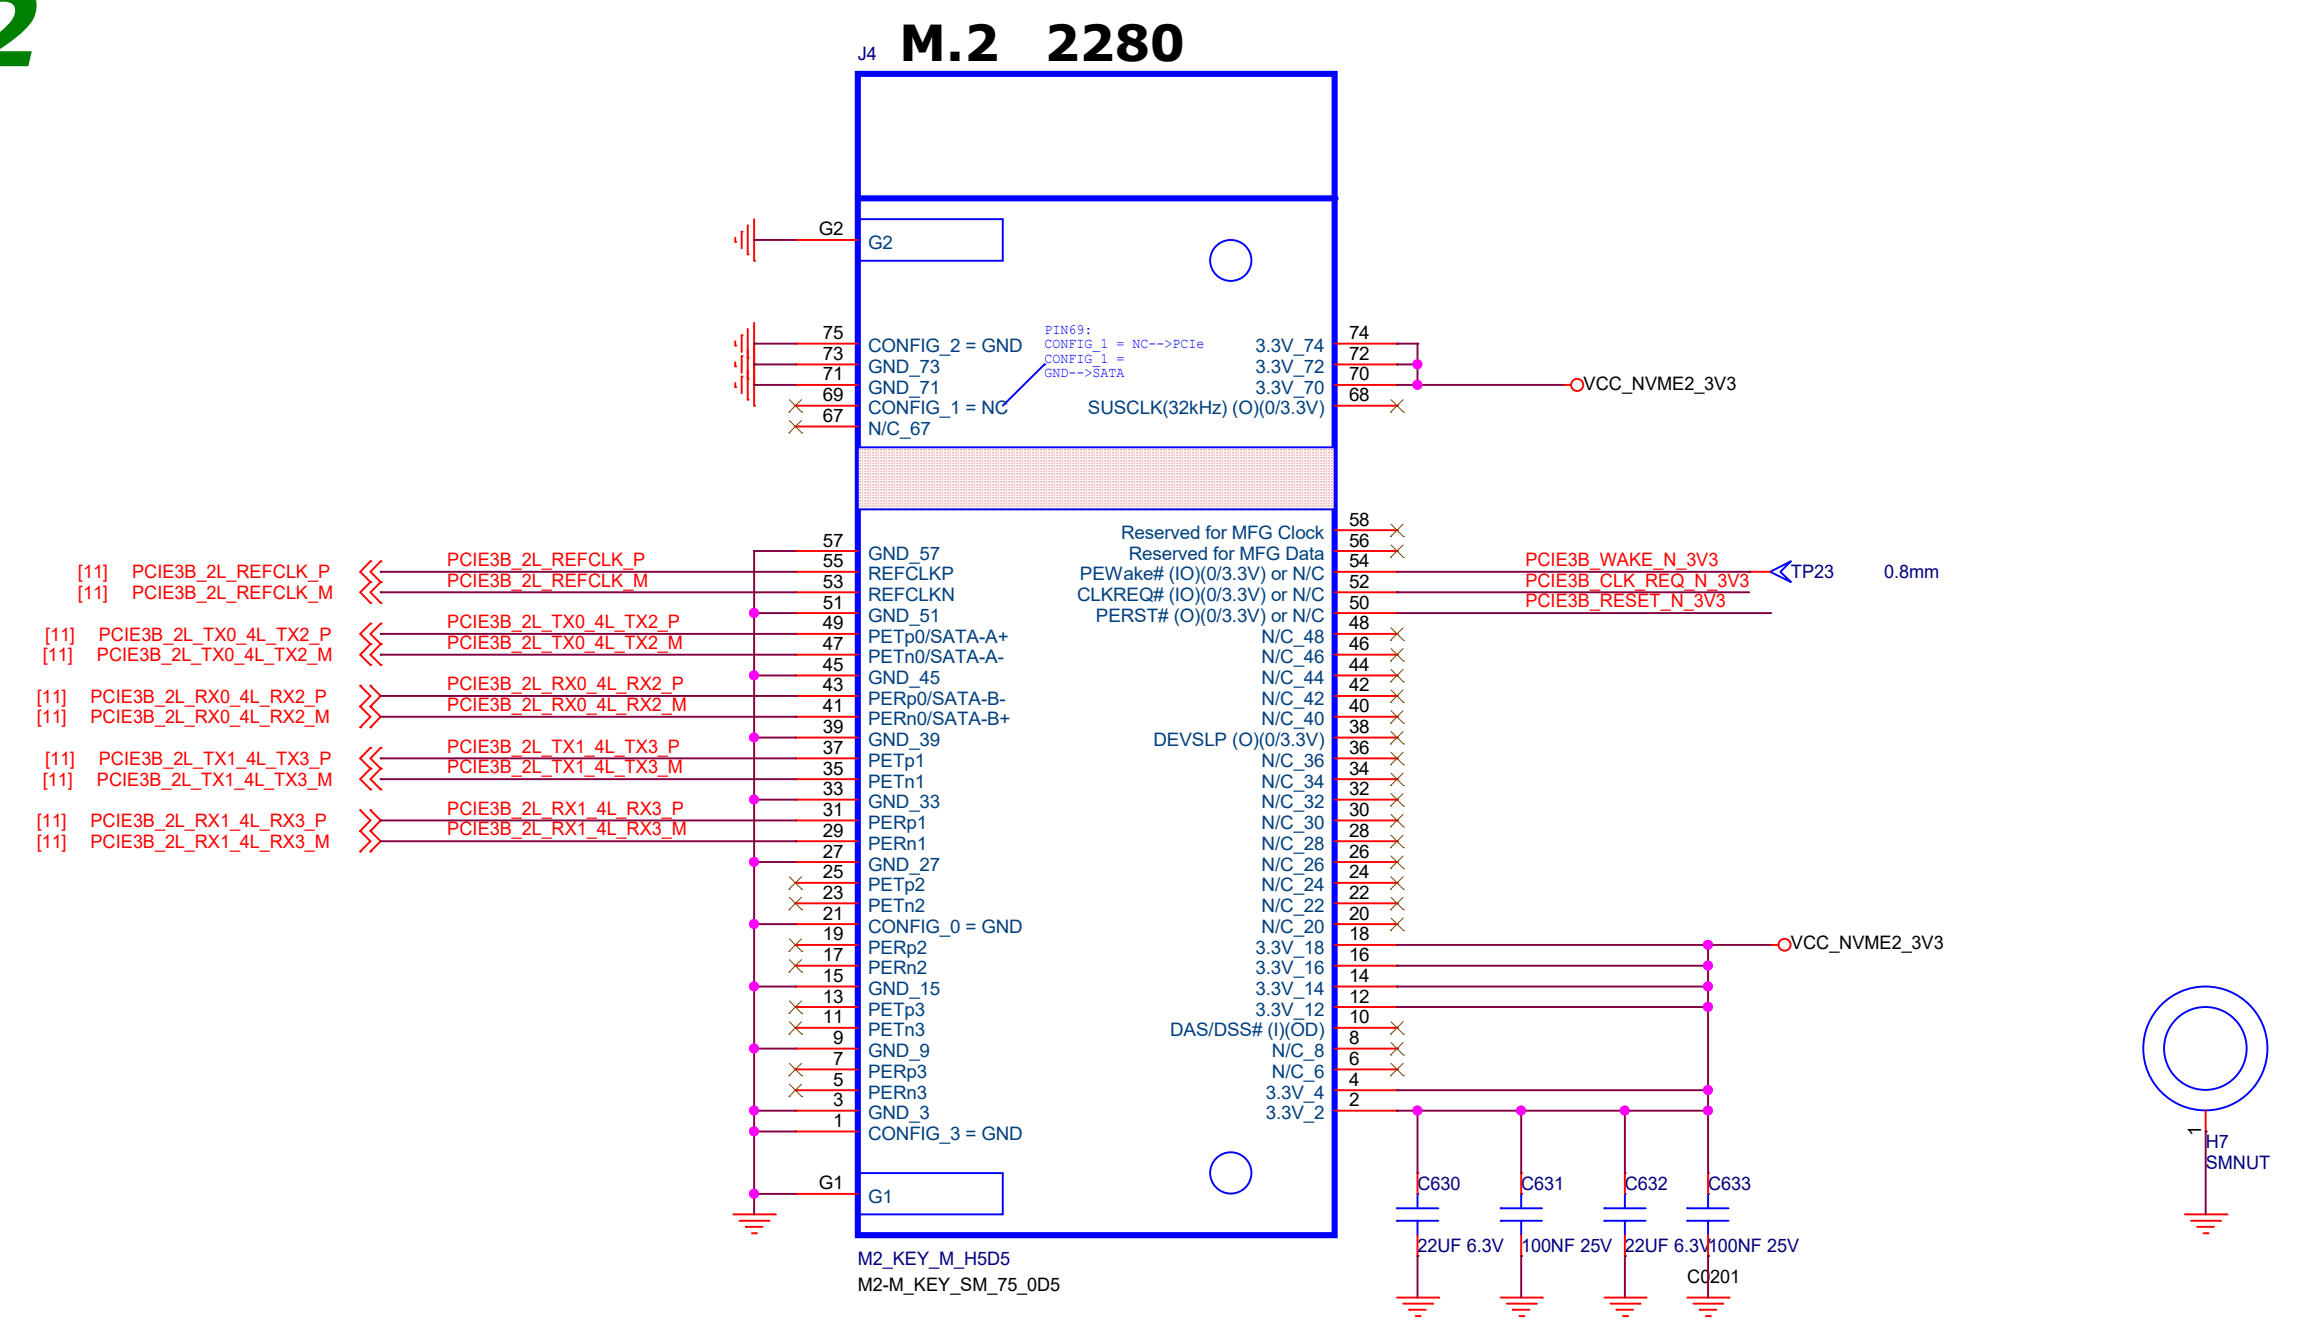 2
M.2 2280
J4
G2
G2
75
CONFIG_2 = GND
73
GND_73
71
GND_71
69
CONFIG_1 = NC
67
N/C_67
PIN69:
CONFIG_1 = NC-->PCIe
CONFIG_1 =
GND-->SATA
74
3.3V_74
72
3.3V_72
70
3.3V_70
68
SUSCLK(32kHz) (O)(0/3.3V)
VCC_NVME2_3V3
[11] PCIE3B_2L_REFCLK_P
[11] PCIE3B_2L_REFCLK_M
[11] PCIE3B_2L_TX0_4L_TX2_P
[11] PCIE3B_2L_TX0_4L_TX2_M
[11] PCIE3B_2L_RX0_4L_RX2_P
[11] PCIE3B_2L_RX0_4L_RX2_M
[11] PCIE3B_2L_TX1_4L_TX3_P
[11] PCIE3B_2L_TX1_4L_TX3_M
[11] PCIE3B_2L_RX1_4L_RX3_P
[11] PCIE3B_2L_RX1_4L_RX3_M
PCIE3B_2L_REFCLK_P
PCIE3B_2L_REFCLK_M
PCIE3B_2L_TX0_4L_TX2_P
PCIE3B_2L_TX0_4L_TX2_M
PCIE3B_2L_RX0_4L_RX2_P
PCIE3B_2L_RX0_4L_RX2_M
PCIE3B_2L_TX1_4L_TX3_P
PCIE3B_2L_TX1_4L_TX3_M
PCIE3B_2L_RX1_4L_RX3_P
PCIE3B_2L_RX1_4L_RX3_M
57
GND_57
55
REFCLKP
53
REFCLKN
51
GND_51
49
PETp0/SATA-A+
47
PETn0/SATA-A-
45
GND_45
43
PERp0/SATA-B-
41
PERn0/SATA-B+
39
GND_39
37
PETp1
35
PETn1
33
GND_33
31
PERp1
29
PERn1
27
GND_27
25
PETp2
23
PETn2
21
CONFIG_0 = GND
19
PERp2
17
PERn2
15
GND_15
13
PETp3
11
PETn3
9
GND_9
7
PERp3
5
PERn3
3
GND_3
1
CONFIG_3 = GND
G1
G1
58
Reserved for MFG Clock
56
Reserved for MFG Data
54
PEWake# (IO)(0/3.3V) or N/C
52
CLKREQ# (IO)(0/3.3V) or N/C
50
PERST# (O)(0/3.3V) or N/C
48
N/C_48
46
N/C_46
44
N/C_44
42
N/C_42
40
N/C_40
38
DEVSLP (O)(0/3.3V)
36
N/C_36
34
N/C_34
32
N/C_32
30
N/C_30
28
N/C_28
26
N/C_26
24
N/C_24
22
N/C_22
20
N/C_20
18
3.3V_18
16
3.3V_16
14
3.3V_14
12
3.3V_12
10
DAS/DSS# (I)(OD)
8
N/C_8
6
N/C_6
4
3.3V_4
2
3.3V_2
PCIE3B_WAKE_N_3V3
PCIE3B_CLK_REQ_N_3V3
PCIE3B_RESET_N_3V3
TP23 0.8mm
VCC_NVME2_3V3
C630
22UF 6.3V
C631
100NF 25V
C632
22UF 6.3V
C633
100NF 25V
C0201
1
H7
SMNUT
M2_KEY_M_H5D5
M2-M_KEY_SM_75_0D5